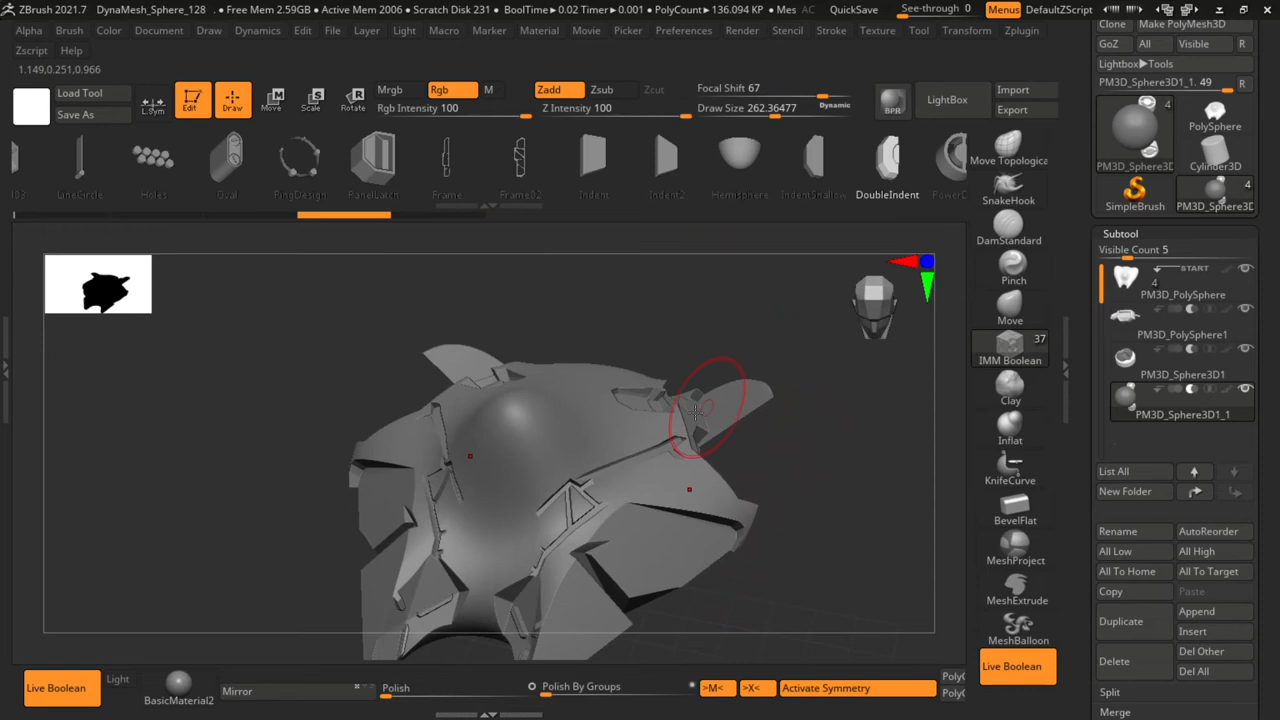 ZBrush 2021.7 DynaMesh_Sphere_128 • Free Mem 2.59GB • Active Mem 2006 • Scratch Disk 231 • BoolTime▸0.02 Timer▸0.001 • PolyCount▸136.094 KP • Mes AC QuickSave See-through 0 Menus DefaultZScript
Alpha Brush Color Document Draw Dynamics Edit File Layer Light Macro Marker Material Movie Picker Preferences Render Stencil Stroke Texture Tool Transform Zplugin
Zscript Help
1.149,0.251,0.966
Load Tool
Save As
L.Sym
Edit
Draw
Move
Scale
Rotate
Mrgb Rgb M
Rgb Intensity 100
Zadd Zsub Zcut
Z Intensity 100
Focal Shift 67
Draw Size 262.36477 Dynamic
BPR
LightBox
Import
Export
LineCircle Holes Oval RingDesign PanelLatch Frame Frame02 Indent Indent2 Hemisphere IndentShallow DoubleIndent
Move Topologica
SnakeHook
DamStandard
Pinch
Move
37
IMM Boolean
Clay
Inflat
KnifeCurve
BevelFlat
MeshProject
MeshExtrude
MeshBalloon
Live Boolean
Clone Make PolyMesh3D
GoZ All Visible R
Lightbox▶Tools
PM3D_Sphere3D1_1. 49 R
4
PolySphere
PM3D_Sphere3D
Cylinder3D
4
SimpleBrush PM3D_Sphere3D
Subtool
Visible Count 5
START
4
PM3D_PolySphere
PM3D_PolySphere1
PM3D_Sphere3D1
PM3D_Sphere3D1_1
List All
New Folder
Rename AutoReorder
All Low All High
All To Home All To Target
Copy Paste
Duplicate Append
Insert
Delete Del Other
Del All
Split
Merge
Live Boolean
Light
BasicMaterial2
Mirror
Polish
Polish By Groups
>M< >X< Activate Symmetry